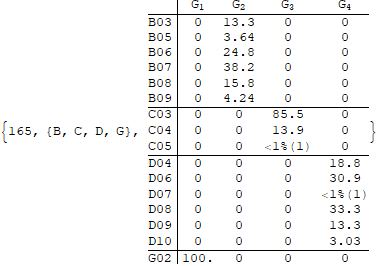 G₁ G₂ G₃ G₄
B03 0 13.3 0 0
B05 0 3.64 0 0
B06 0 24.8 0 0
B07 0 38.2 0 0
B08 0 15.8 0 0
B09 0 4.24 0 0
C03 0 0 85.5 0
{165, {B, C, D, G}, C04 0 0 13.9 0 }
C05 0 0 <1%(1) 0
D04 0 0 0 18.8
D06 0 0 0 30.9
D07 0 0 0 <1%(1)
D08 0 0 0 33.3
D09 0 0 0 13.3
D10 0 0 0 3.03
G02 100. 0 0 0